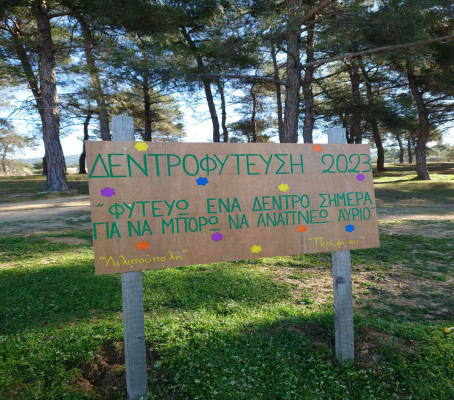 ΔΕΝΤΡΟΦΥΤΕΥΣΗ 2023
"ΦΥΤΕΥΩ ΕΝΑ ΔΕΝΤΡΟ ΣΗΜΕΡΑ
ΓΙΑ ΝΑ ΜΠΟΡΩ ΝΑ ΑΝΑΠΝΕΩ ΑΥΡΙΟ"